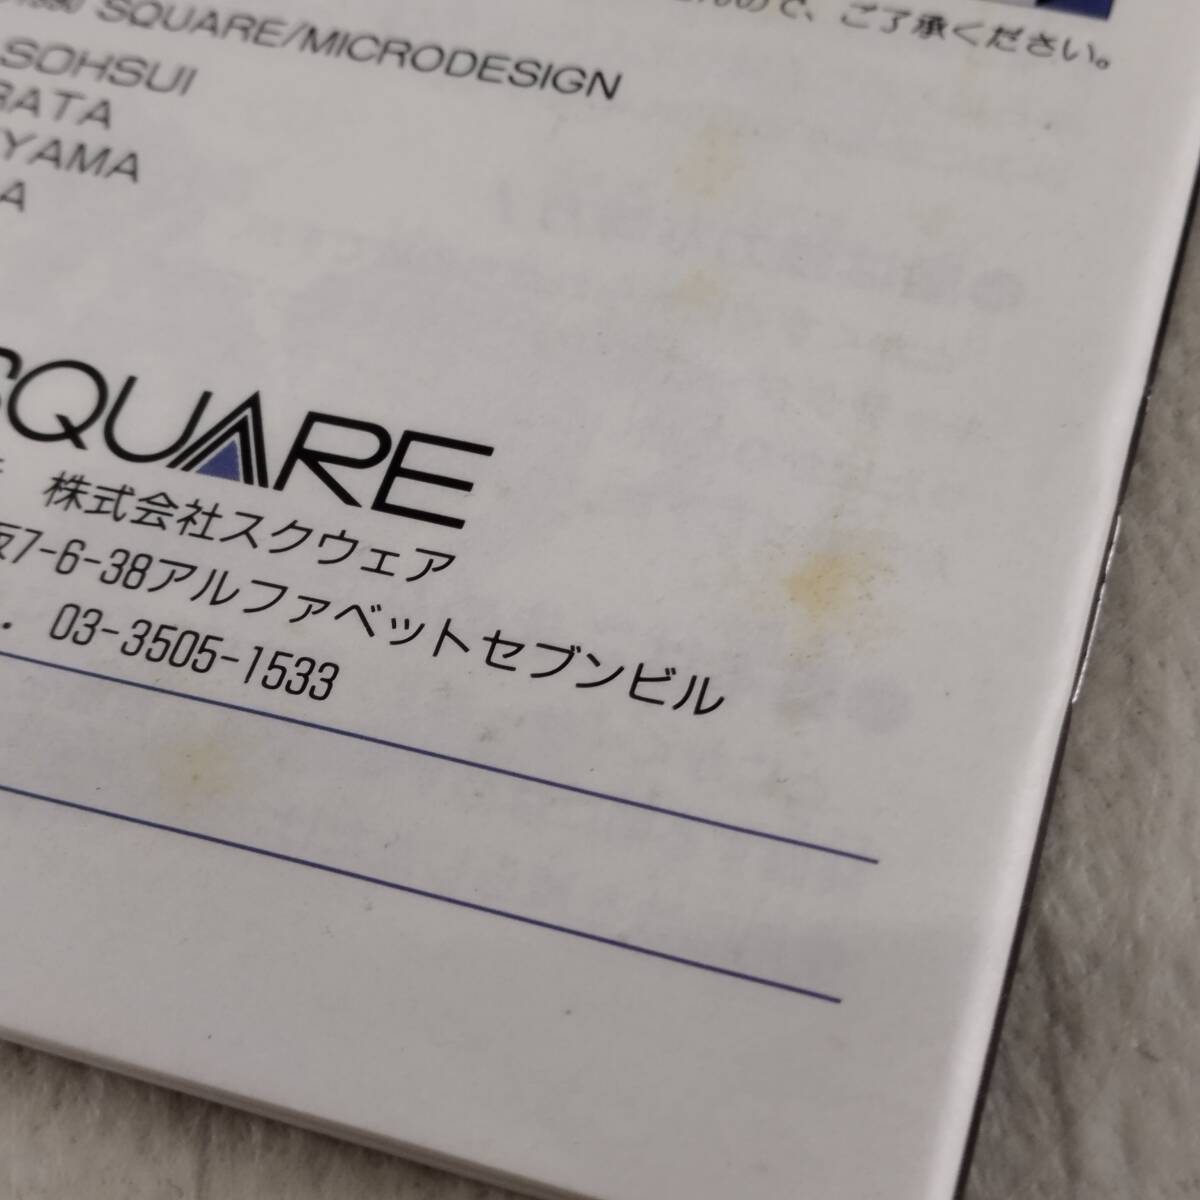 ので、ご了承ください。
SQUARE/MICRODESIGN
SOHSUI
RATA
YAMA
A
SQUARE
株式会社スクウェア
坂7-6-38アルファベットセブンビル
. 03-3505-1533